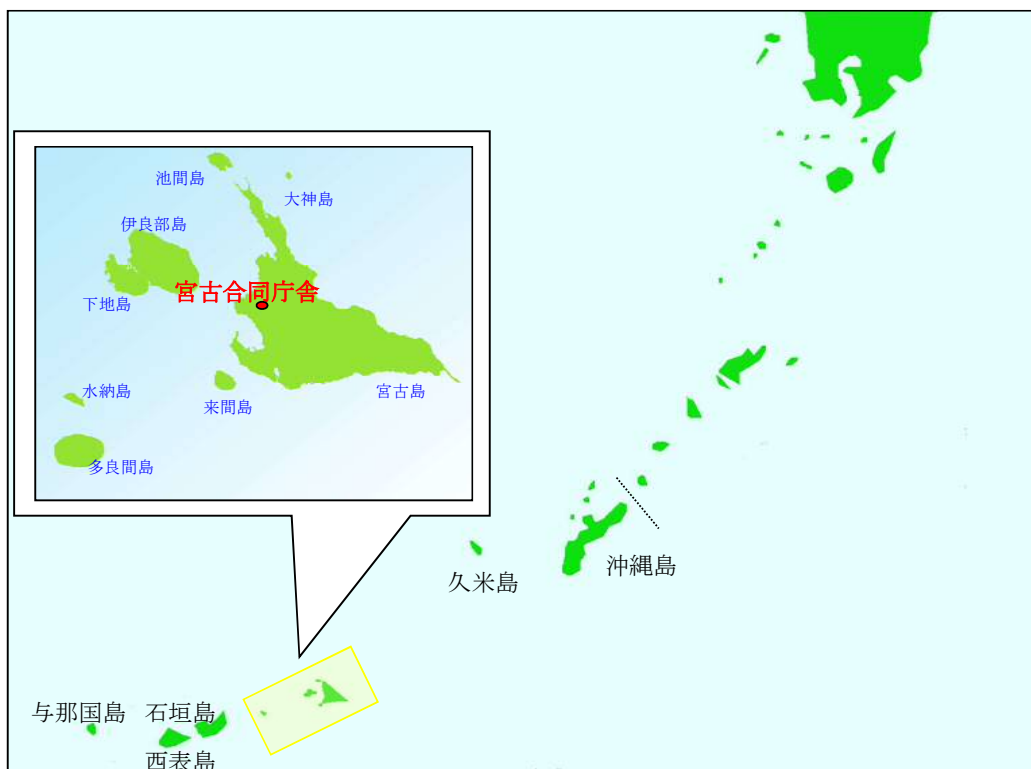 池間島
大神島
伊良部島
宮古合同庁舎
下地島
水納島
来間島
宮古島
多良間島
沖縄島
久米島
与那国島
石垣島
西表島